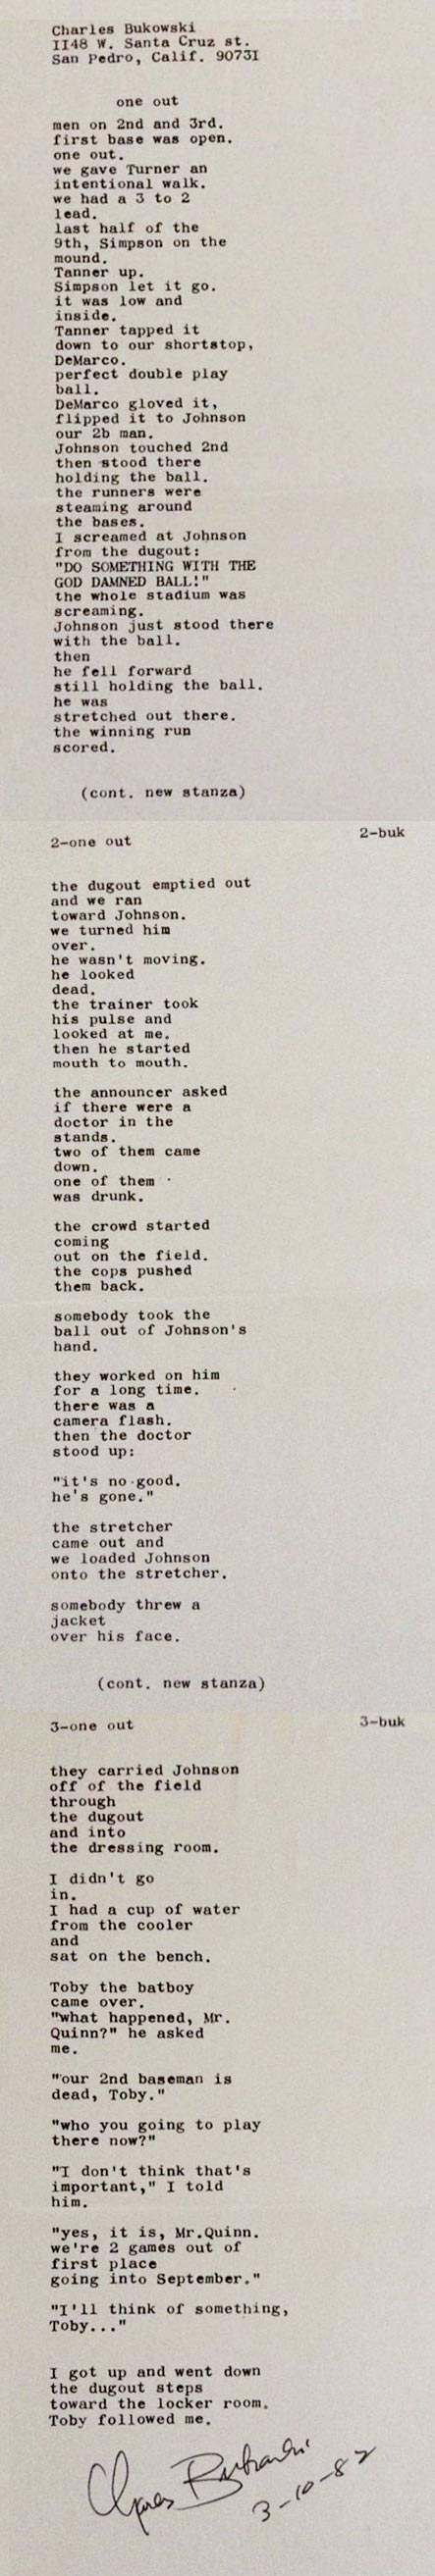 Charles Bukowski
II48 W. Santa Cruz st.
San Pedro, Calif. 9073I
one out
men on 2nd and 3rd.
first base was open.
one out.
we gave Turner an
intentional walk.
we had a 3 to 2
lead.
last half of the
9th, Simpson on the
mound.
Tanner up.
Simpson let it go.
it was low and
inside.
Tanner tapped it
down to our shortstop,
DeMarco.
perfect double play
ball.
DeMarco gloved it,
flipped it to Johnson
our 2b man.
Johnson touched 2nd
then stood there
holding the ball.
the runners were
steaming around
the bases.
I screamed at Johnson
from the dugout:
"DO SOMETHING WITH THE
GOD DAMNED BALL!"
the whole stadium was
screaming.
Johnson just stood there
with the ball.
then
he fell forward
still holding the ball.
he was
stretched out there.
the winning run
scored.
(cont. new stanza)
2-one out 2-buk
the dugout emptied out
and we ran
toward Johnson.
we turned him
over.
he wasn't moving.
he looked
dead.
the trainer took
his pulse and
looked at me.
then he started
mouth to mouth.
the announcer asked
if there were a
doctor in the
stands.
two of them came
down.
one of them
was drunk.
the crowd started
coming
out on the field.
the cops pushed
them back.
somebody took the
ball out of Johnson's
hand.
they worked on him
for a long time.
there was a
camera flash.
then the doctor
stood up:
"it's no good.
he's gone."
the stretcher
came out and
we loaded Johnson
onto the stretcher.
somebody threw a
jacket
over his face.
(cont. new stanza)
3-one out 3-buk
they carried Johnson
off of the field
through
the dugout
and into
the dressing room.
I didn't go
in.
I had a cup of water
from the cooler
and
sat on the bench.
Toby the batboy
came over.
"what happened, Mr.
Quinn?" he asked
me.
"our 2nd baseman is
dead, Toby."
"who you going to play
there now?"
"I don't think that's
important," I told
him.
"yes, it is, Mr.Quinn.
we're 2 games out of
first place
going into September."
"I'll think of something,
Toby..."
I got up and went down
the dugout steps
toward the locker room.
Toby followed me.
Charles Bukowski
3-10-82